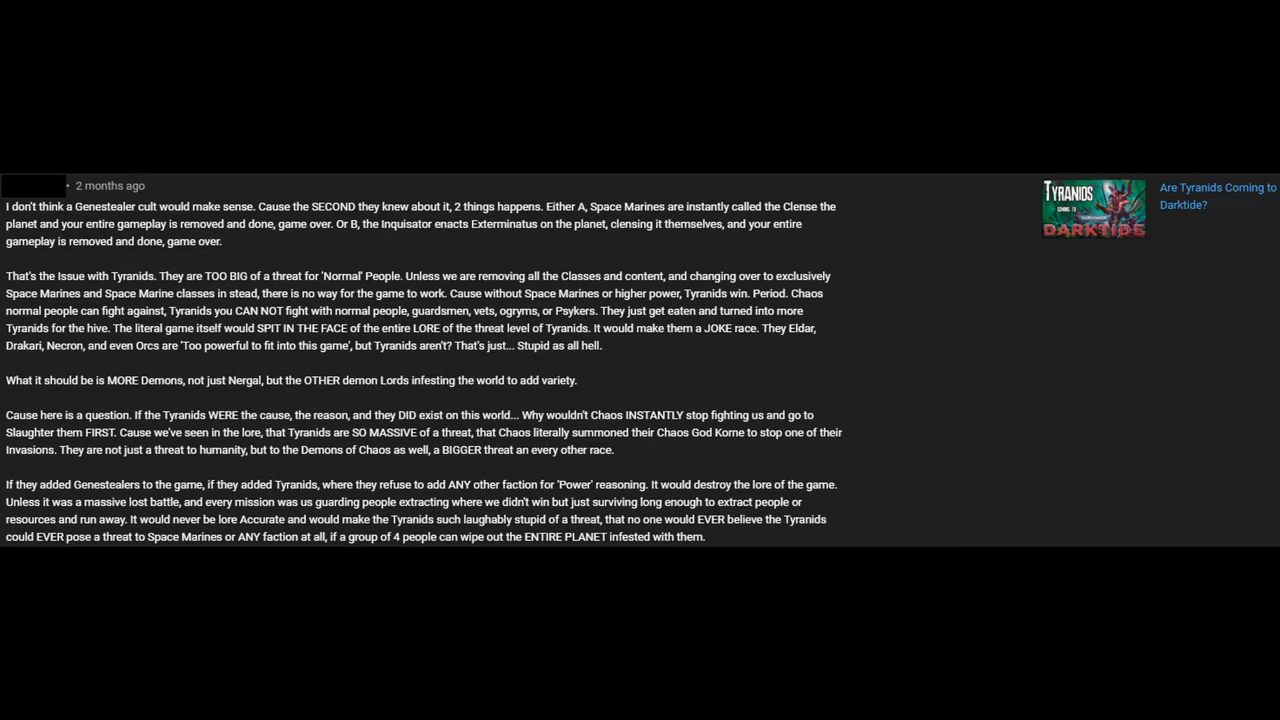 • 2 months ago
I don't think a Genestealer cult would make sense. Cause the SECOND they knew about it, 2 things happens. Either A, Space Marines are instantly called the Clense the
planet and your entire gameplay is removed and done, game over. Or B, the Inquisator enacts Exterminatus on the planet, clensing it themselves, and your entire
gameplay is removed and done, game over.
That's the Issue with Tyranids. They are TOO BIG of a threat for 'Normal' People. Unless we are removing all the Classes and content, and changing over to exclusively
Space Marines and Space Marine classes in stead, there is no way for the game to work. Cause without Space Marines or higher power, Tyranids win. Period. Chaos
normal people can fight against, Tyranids you CAN NOT fight with normal people, guardsmen, vets, ogryms, or Psykers. They just get eaten and turned into more
Tyranids for the hive. The literal game itself would SPIT IN THE FACE of the entire LORE of the threat level of Tyranids. It would make them a JOKE race. They Eldar,
Drakari, Necron, and even Orcs are 'Too powerful to fit into this game', but Tyranids aren't? That's just... Stupid as all hell.
What it should be is MORE Demons, not just Nergal, but the OTHER demon Lords infesting the world to add variety.
Cause here is a question. If the Tyranids WERE the cause, the reason, and they DID exist on this world... Why wouldn't Chaos INSTANTLY stop fighting us and go to
Slaughter them FIRST. Cause we've seen in the lore, that Tyranids are SO MASSIVE of a threat, that Chaos literally summoned their Chaos God Korne to stop one of their
Invasions. They are not just a threat to humanity, but to the Demons of Chaos as well, a BIGGER threat an every other race.
If they added Genestealers to the game, if they added Tyranids, where they refuse to add ANY other faction for 'Power' reasoning. It would destroy the lore of the game.
Unless it was a massive lost battle, and every mission was us guarding people extracting where we didn't win but just surviving long enough to extract people or
resources and run away. It would never be lore Accurate and would make the Tyranids such laughably stupid of a threat, that no one would EVER believe the Tyranids
could EVER pose a threat to Space Marines or ANY faction at all, if a group of 4 people can wipe out the ENTIRE PLANET infested with them.
TYRANIDS
COMING TO
DARKTIDE
Are Tyranids Coming to
Darktide?